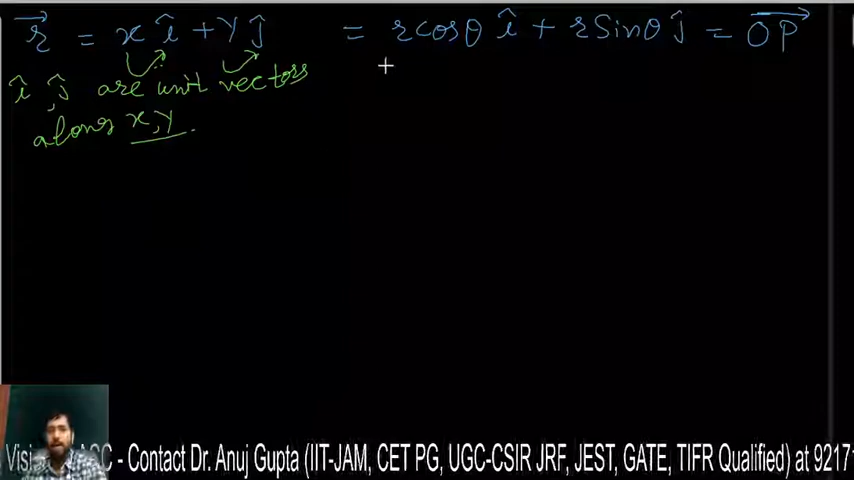 r⃗ = x î + Y ĵ = r cosθ î + r Sinθ ĵ = O⃗P⃗
î, ĵ are unit vectors
along x, Y.
- Contact Dr. Anuj Gupta (IIT-JAM, CET PG, UGC-CSIR JRF, JEST, GATE, TIFR Qualified) at 9217